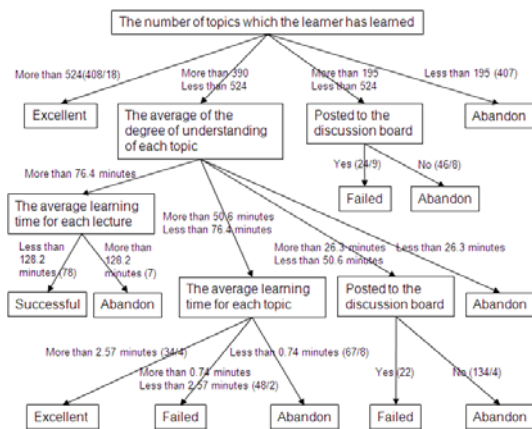 The number of topics which the learner has learned
More than 524(408/18)
More than 390
Less than 524
More than 195
Less than 524
Less than 195 (407)
Excellent
The average of the
degree of understanding
of each topic
Posted to the
discussion board
Abandon
Yes (24/9)
No (46/8)
Failed
Abandon
More than 76.4 minutes
The average learning
time for each lecture
More than 50.6 minutes
Less than 76.4 minutes
More than 26.3 minutes
Less than 50.6 minutes
Less than 26.3 minutes
Less than
128.2
minutes (78)
More than
128.2
minutes (7)
Successful
Abandon
The average learning
time for each topic
Posted to the
discussion board
Abandon
More than 2.57 minutes (34/4)
More than 0.74 minutes
Less than 2.57 minutes (48/2)
Less than 0.74 minutes (67/8)
Yes (22)
No (134/4)
Excellent
Failed
Abandon
Failed
Abandon